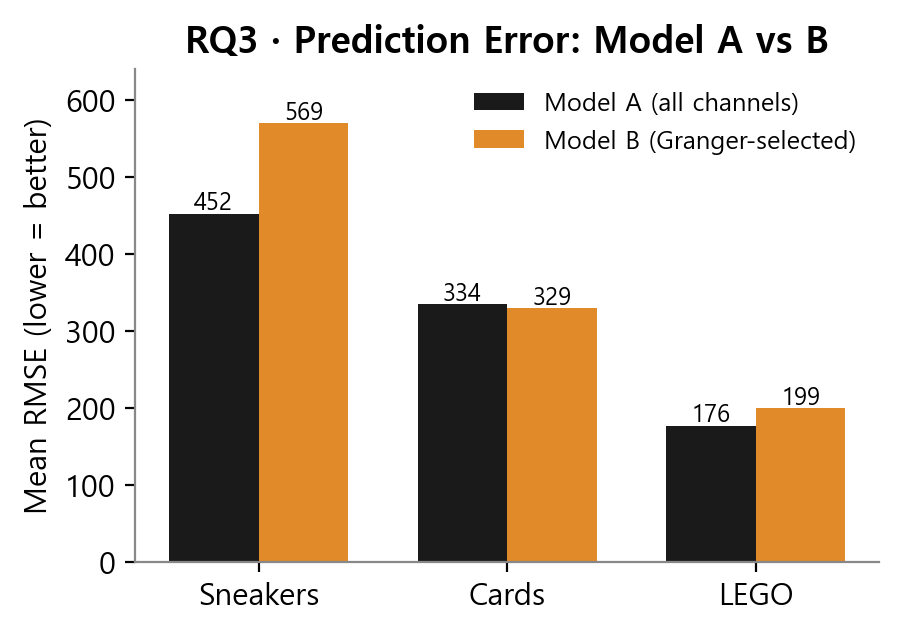 RQ3 · Prediction Error: Model A vs B
Model A (all channels)
Model B (Granger-selected)
Mean RMSE (lower = better)
600
500
400
300
200
100
0
452
569
334
329
176
199
Sneakers
Cards
LEGO